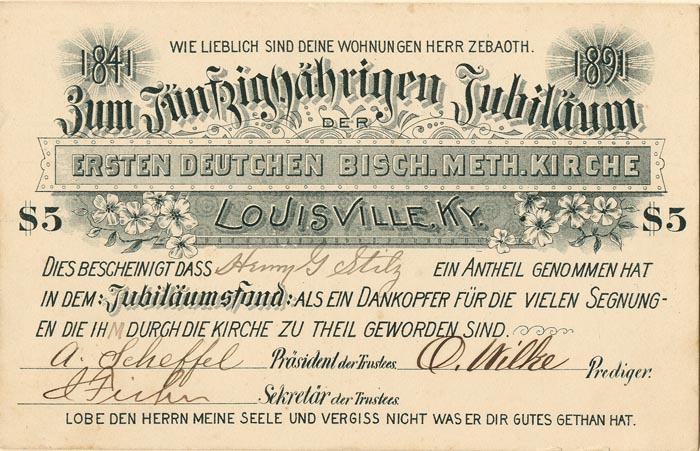 WIE LIEBLICH SIND DEINE WOHNUNGEN HERR ZEBAOTH.
1841 1891
Zum Fünfzigjährigen Jubiläum
DER
ERSTEN DEUTCHEN BISCH. METH. KIRCHE
$5 LOUISVILLE, KY. $5
DIES BESCHEINIGT DASS Henry G Stilz EIN ANTHEIL GENOMMEN HAT
IN DEM: Jubiläumsfond: ALS EIN DANKOPFER FÜR DIE VIELEN SEGNUNG-
EN DIE IHM DURCH DIE KIRCHE ZU THEIL GEWORDEN SIND.
A. Scheffel Präsident der Trustees. O. Wilke Prediger.
Sekretär der Trustees.
LOBE DEN HERRN MEINE SEELE UND VERGISS NICHT WAS ER DIR GUTES GETHAN HAT.